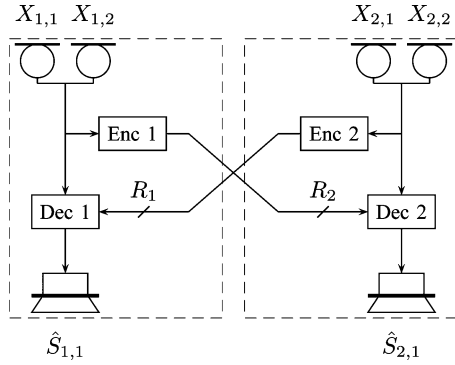 X_{1,1} X_{1,2} X_{2,1} X_{2,2}
Enc 1 Enc 2
R_1 R_2
Dec 1 Dec 2
Ŝ_{1,1} Ŝ_{2,1}